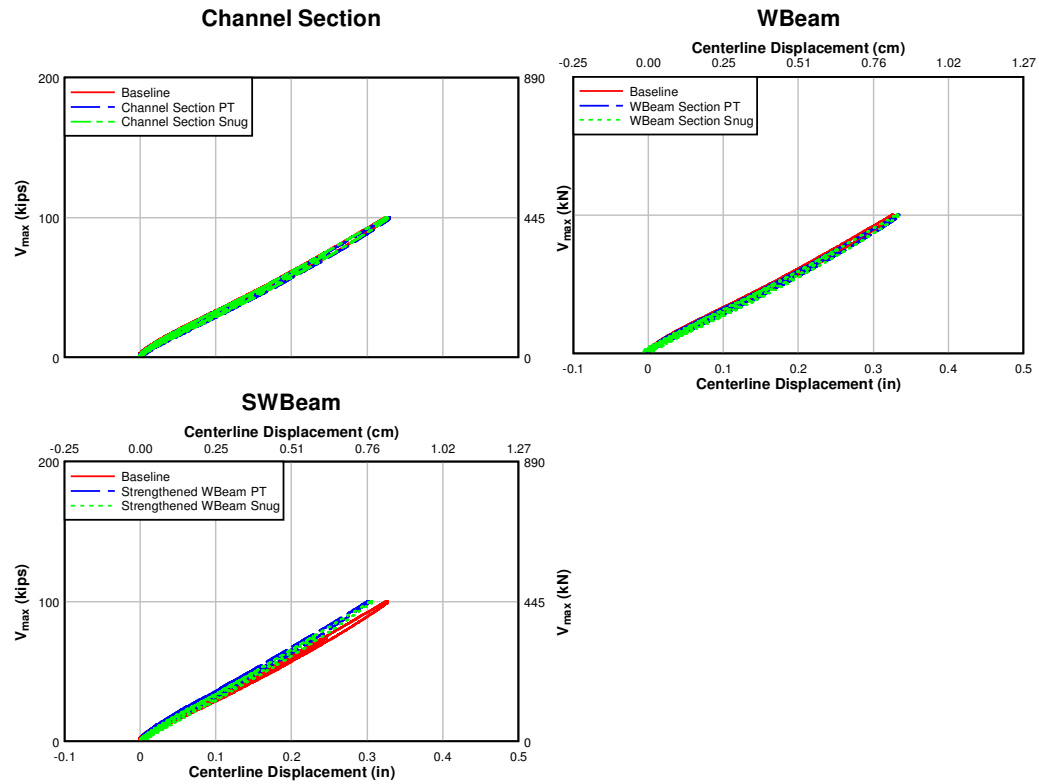 Channel Section
200
890
Baseline
Channel Section PT
Channel Section Snug
100
445
0
0
Vmax (kips)
Vmax (kN)
WBeam
Centerline Displacement (cm)
-0.25 0.00 0.25 0.51 0.76 1.02 1.27
Baseline
WBeam Section PT
WBeam Section Snug
-0.1 0 0.1 0.2 0.3 0.4 0.5
Centerline Displacement (in)
SWBeam
Centerline Displacement (cm)
-0.25 0.00 0.25 0.51 0.76 1.02 1.27
200
890
Baseline
Strengthened WBeam PT
Strengthened WBeam Snug
100
445
0
0
Vmax (kips)
Vmax (kN)
-0.1 0 0.1 0.2 0.3 0.4 0.5
Centerline Displacement (in)